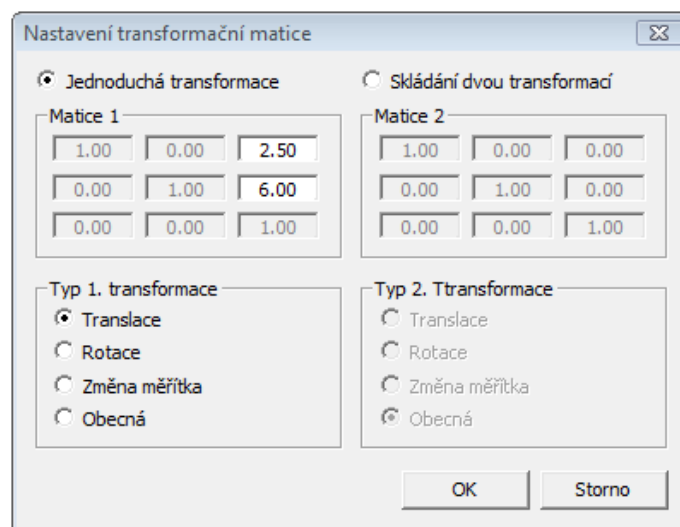 Nastavení transformační matice
Jednoduchá transformace
Skládání dvou transformací
Matice 1
1.00 0.00 2.50
0.00 1.00 6.00
0.00 0.00 1.00
Matice 2
1.00 0.00 0.00
0.00 1.00 0.00
0.00 0.00 1.00
Typ 1. transformace
Translace
Rotace
Změna měřítka
Obecná
Typ 2. Ttransformace
Translace
Rotace
Změna měřítka
Obecná
OK
Storno